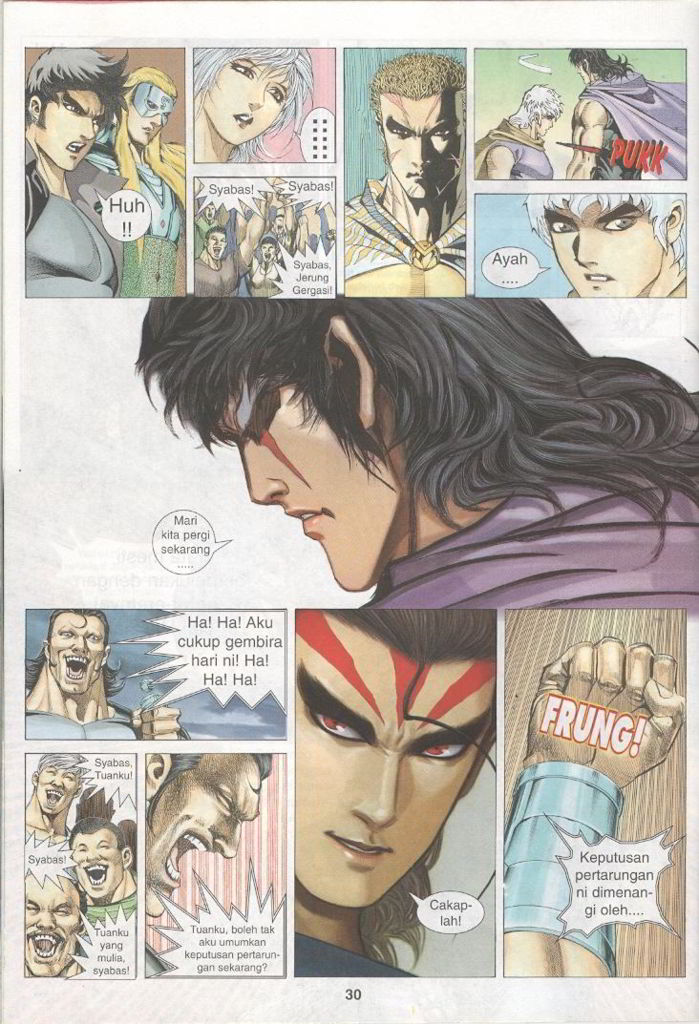 Huh
!!
Syabas!
Syabas!
Syabas,
Jerung
Gergasi!
PUKK
Ayah
....
Mari
kita pergi
sekarang
.....
Ha! Ha! Aku
cukup gembira
hari ni! Ha!
Ha! Ha!
Syabas,
Tuanku!
Syabas!
Tuanku
yang
mulia,
syabas!
Tuanku, boleh tak
aku umumkan
keputusan pertarun-
gan sekarang?
Cakap-
lah!
FRUNG!
Keputusan
pertarungan
ni dimenan-
gi oleh....
30